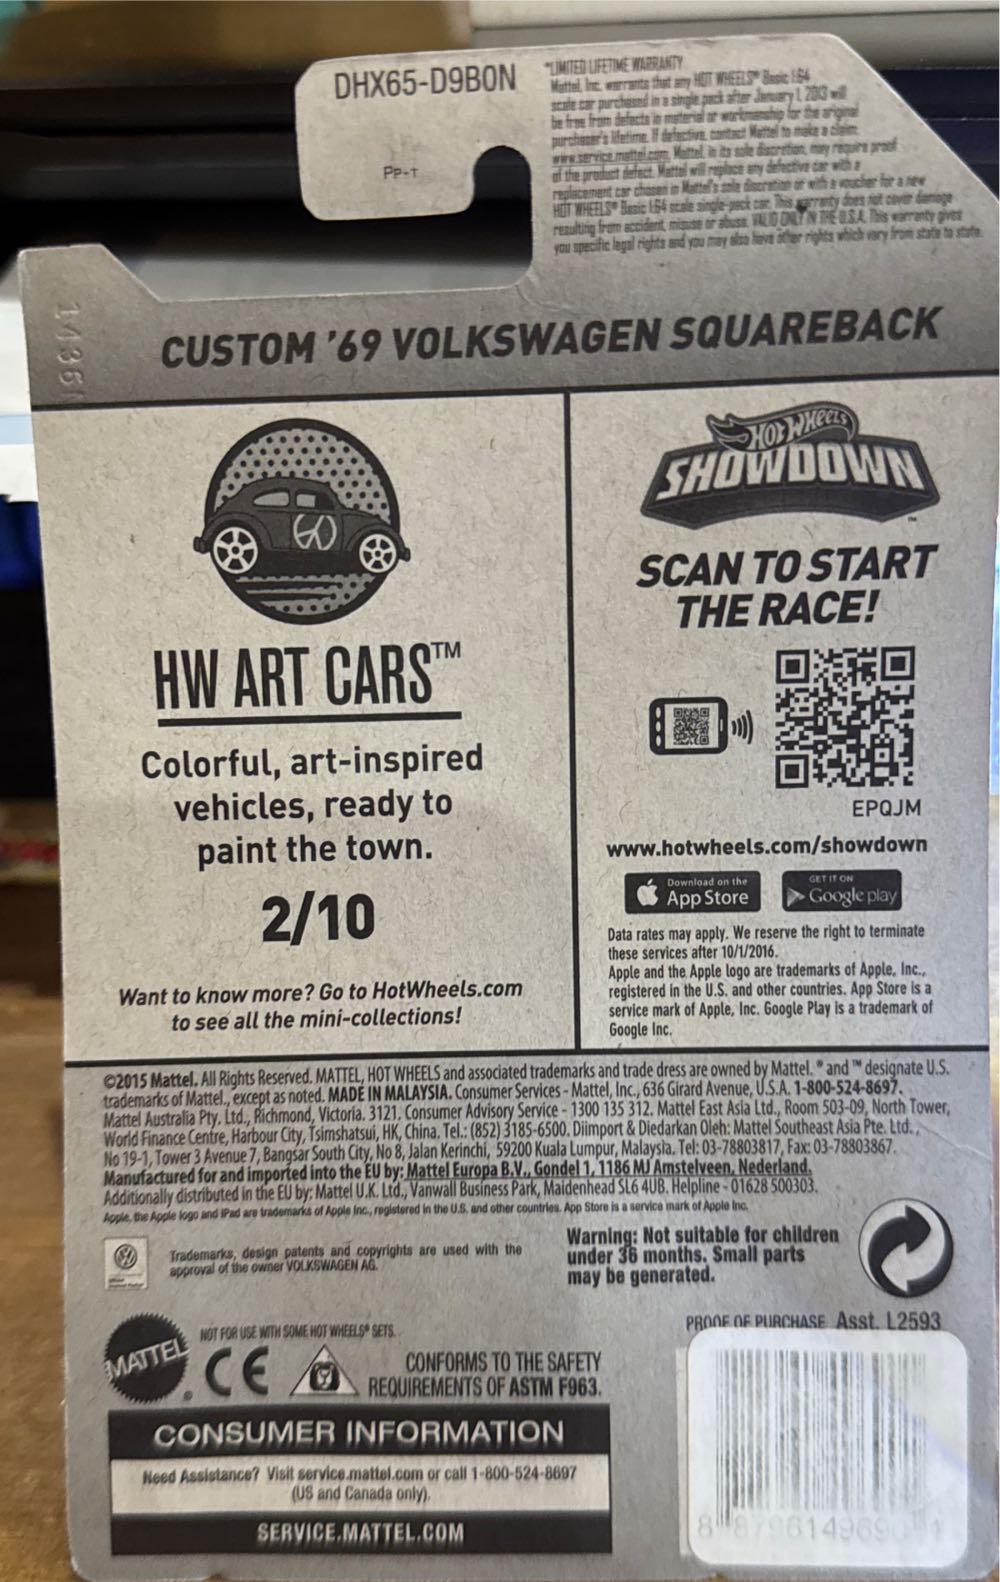 DHX65-D9B0N
Pp-t
*LIMITED LIFETIME WARRANTY
Mattel, Inc. warrants that any HOT WHEELS® Basic 1:64
scale car purchased in a single pack after January 1, 2013 will
be free from defects in material or workmanship for the original
purchaser's lifetime. If defective, contact Mattel to make a claim:
www.service.mattel.com. Mattel, in its sole discretion, may require proof
of the product defect. Mattel will replace any defective car with a
replacement car chosen in Mattel's sole discretion or with a voucher for a new
HOT WHEELS® Basic 1:64 scale single-pack car. This warranty does not cover damage
resulting from accident, misuse or abuse. VALID ONLY IN THE U.S.A. This warranty gives
you specific legal rights and you may also have other rights which vary from state to state.
CUSTOM '69 VOLKSWAGEN SQUAREBACK
HW ART CARS™
Colorful, art-inspired
vehicles, ready to
paint the town.
2/10
Want to know more? Go to HotWheels.com
to see all the mini-collections!
HOT WHEELS
SHOWDOWN™
SCAN TO START
THE RACE!
EPQJM
www.hotwheels.com/showdown
Download on the
App Store
GET IT ON
Google play
Data rates may apply. We reserve the right to terminate
these services after 10/1/2016.
Apple and the Apple logo are trademarks of Apple, Inc.,
registered in the U.S. and other countries. App Store is a
service mark of Apple, Inc. Google Play is a trademark of
Google Inc.
©2015 Mattel. All Rights Reserved. MATTEL, HOT WHEELS and associated trademarks and trade dress are owned by Mattel. ® and ™ designate U.S.
trademarks of Mattel., except as noted. MADE IN MALAYSIA. Consumer Services - Mattel, Inc., 636 Girard Avenue, U.S.A. 1-800-524-8697.
Mattel Australia Pty. Ltd., Richmond, Victoria. 3121. Consumer Advisory Service - 1300 135 312. Mattel East Asia Ltd., Room 503-09, North Tower,
World Finance Centre, Harbour City, Tsimshatsui, HK, China. Tel.: (852) 3185-6500. Diimport & Diedarkan Oleh: Mattel Southeast Asia Pte. Ltd.,
No 19-1, Tower 3 Avenue 7, Bangsar South City, No 8, Jalan Kerinchi, 59200 Kuala Lumpur, Malaysia. Tel: 03-78803817, Fax: 03-78803867.
Manufactured for and imported into the EU by: Mattel Europa B.V., Gondel 1, 1186 MJ Amstelveen, Nederland.
Additionally distributed in the EU by: Mattel U.K. Ltd., Vanwall Business Park, Maidenhead SL6 4UB. Helpline - 01628 500303.
Apple, the Apple logo and iPad are trademarks of Apple Inc., registered in the U.S. and other countries. App Store is a service mark of Apple Inc.
Trademarks, design patents and copyrights are used with the
approval of the owner VOLKSWAGEN AG.
Warning: Not suitable for children
under 36 months. Small parts
may be generated.
PROOF OF PURCHASE Asst. L2593
MATTEL
NOT FOR USE WITH SOME HOT WHEELS® SETS.
CE
CONFORMS TO THE SAFETY
REQUIREMENTS OF ASTM F963.
CONSUMER INFORMATION
Need Assistance? Visit service.mattel.com or call 1-800-524-8697
(US and Canada only).
SERVICE.MATTEL.COM